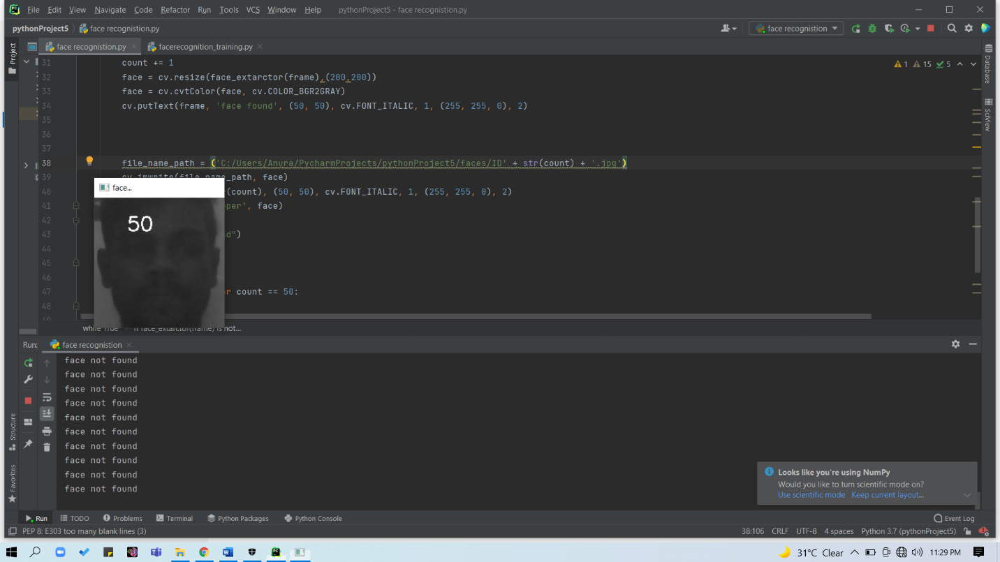 File Edit View Navigate Code Refactor Run Tools VCS Window Help pythonProject5 - face recognistion.py
pythonProject5 face recognistion.py face recognistion
face recognistion.py facerecognition_training.py
Project
Database
SciView
1 15 5
31 count += 1
32 face = cv.resize(face_extarctor(frame),(200,200))
33 face = cv.cvtColor(face, cv.COLOR_BGR2GRAY)
34 cv.putText(frame, 'face found', (50, 50), cv.FONT_ITALIC, 1, (255, 255, 0), 2)
35
36
37
38 file_name_path = ('C:/Users/Anura/PycharmProjects/pythonProject5/faces/ID' + str(count) + '.jpg')
39 cv.imwrite(file_name_path, face)
40 (count), (50, 50), cv.FONT_ITALIC, 1, (255, 255, 0), 2)
41 per', face)
42
43 d")
44
45
46
47 r count == 50:
48
49
face...
50
while True if face_extarctor(frame) is not...
Run: face recognistion
face not found
face not found
face not found
face not found
face not found
face not found
face not found
face not found
face not found
face not found
Structure
Favorites
Looks like you're using NumPy
Would you like to turn scientific mode on?
Use scientific mode Keep current layout...
Run TODO Problems Terminal Python Packages Python Console Event Log
PEP 8: E303 too many blank lines (3) 38:106 CRLF UTF-8 4 spaces Python 3.7 (pythonProject5)
31°C Clear 11:29 PM